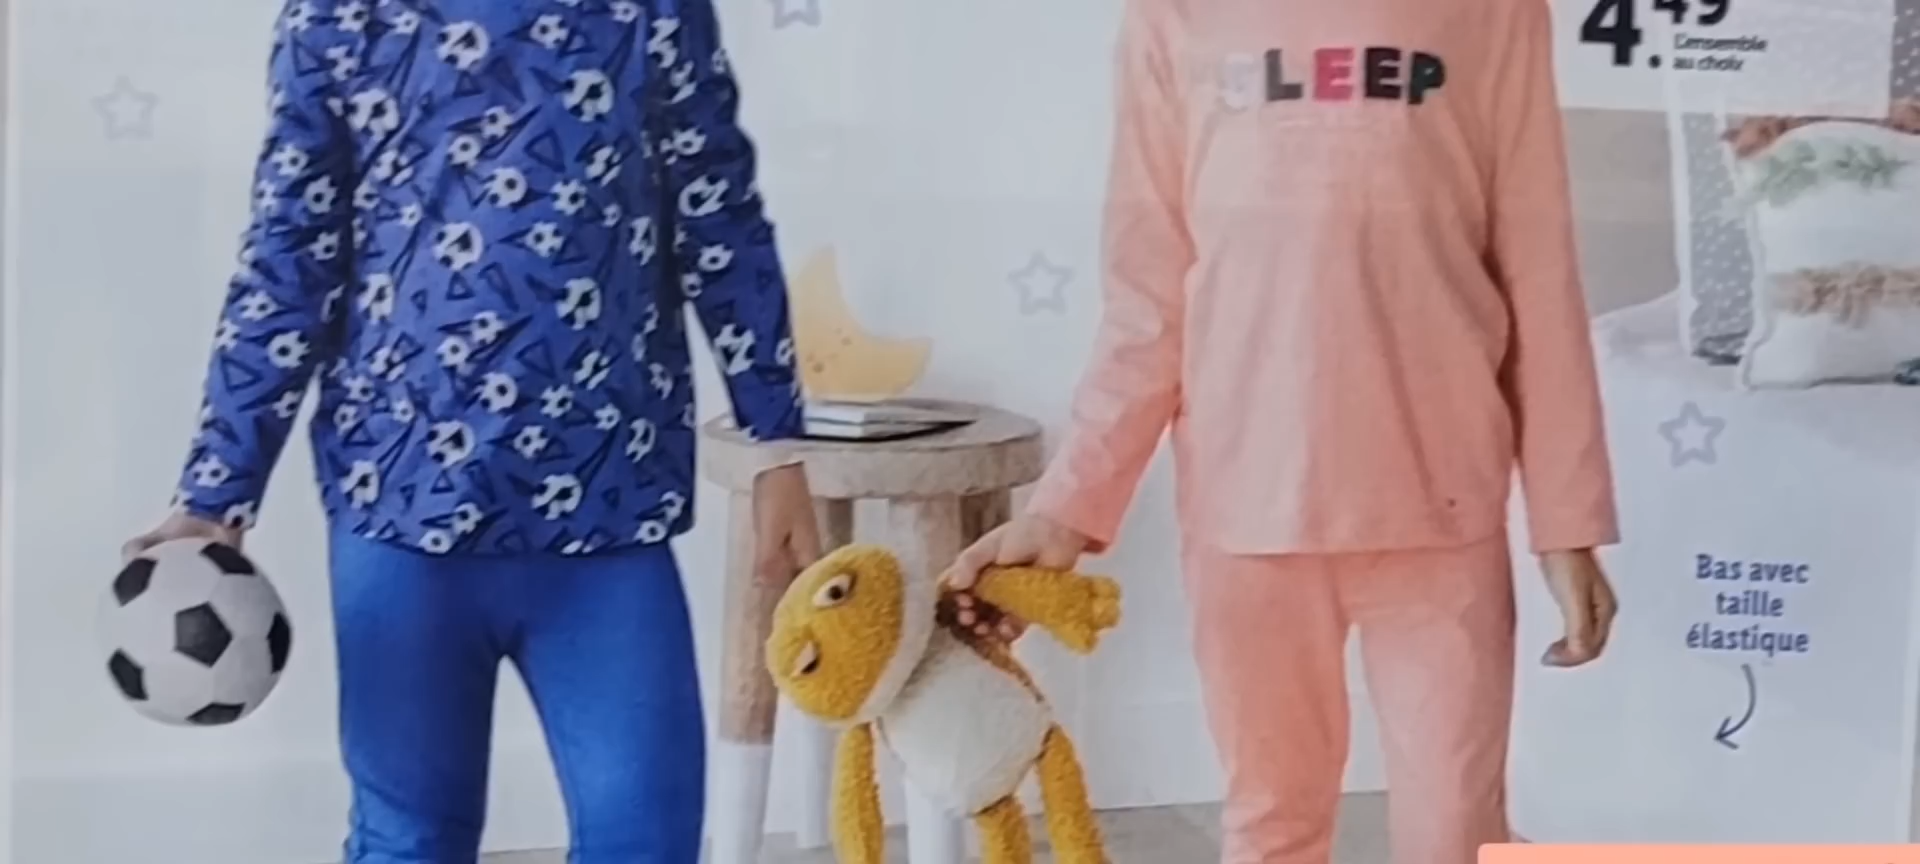 4.49
L'ensemble
au choix
SLEEP
Bas avec
taille
élastique